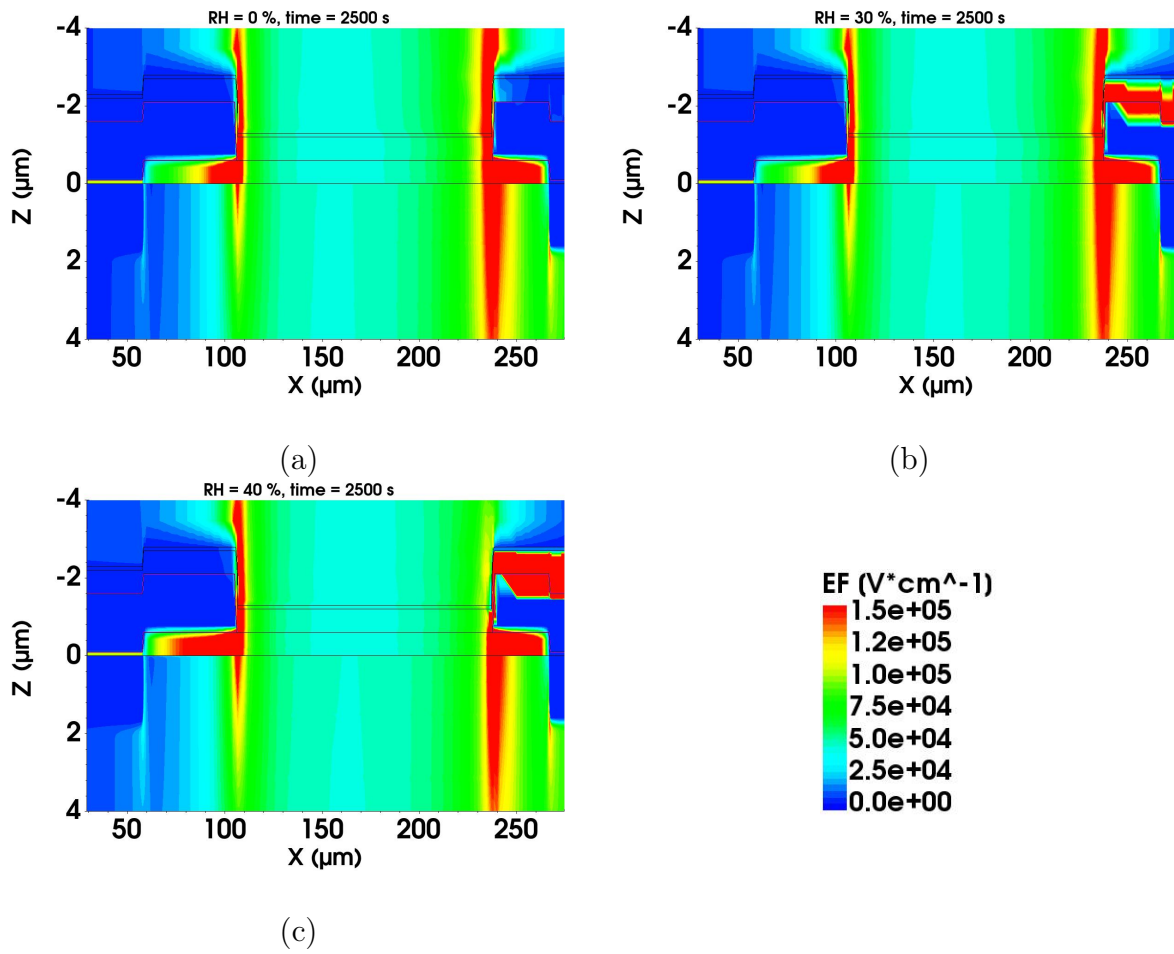 RH = 0 %, time = 2500 s
-4
-2
0
2
4
Z (µm)
50 100 150 200 250
X (µm)
(a)
RH = 30 %, time = 2500 s
-4
-2
0
2
4
Z (µm)
50 100 150 200 250
X (µm)
(b)
RH = 40 %, time = 2500 s
-4
-2
0
2
4
Z (µm)
50 100 150 200 250
X (µm)
(c)
EF (V*cm^-1)
1.5e+05
1.2e+05
1.0e+05
7.5e+04
5.0e+04
2.5e+04
0.0e+00